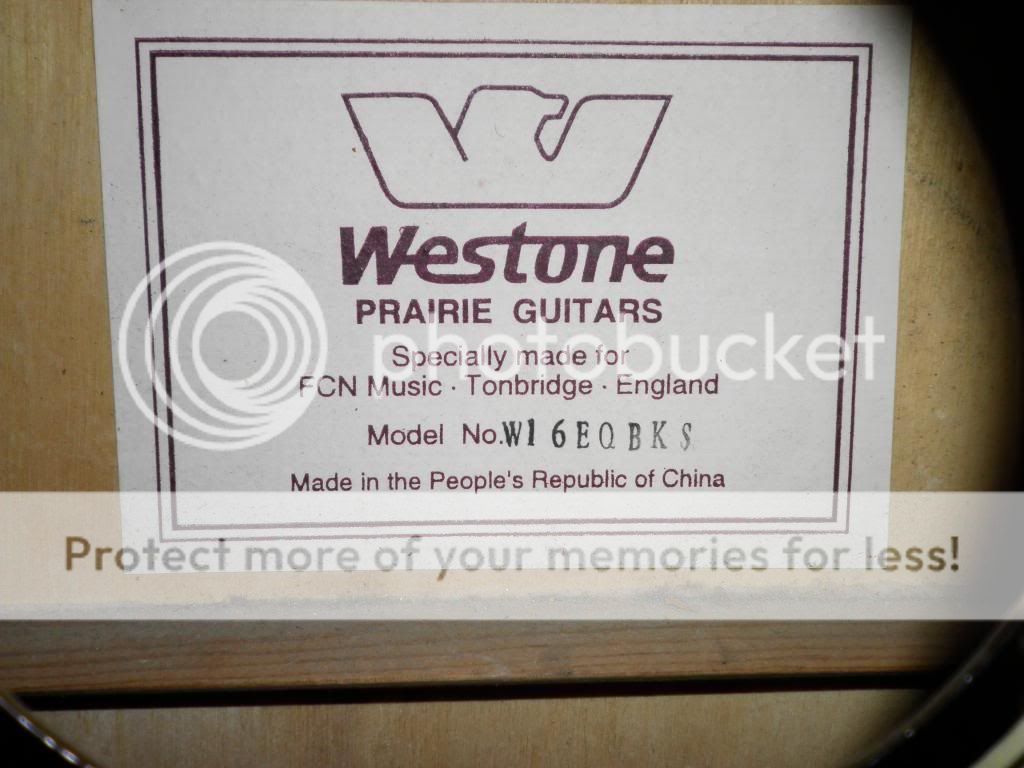 Westone
PRAIRIE GUITARS
Specially made for
FCN Music · Tonbridge · England
Model No.W16EQBKS
Made in the People's Republic of China
photobucket
Protect more of your memories for less!